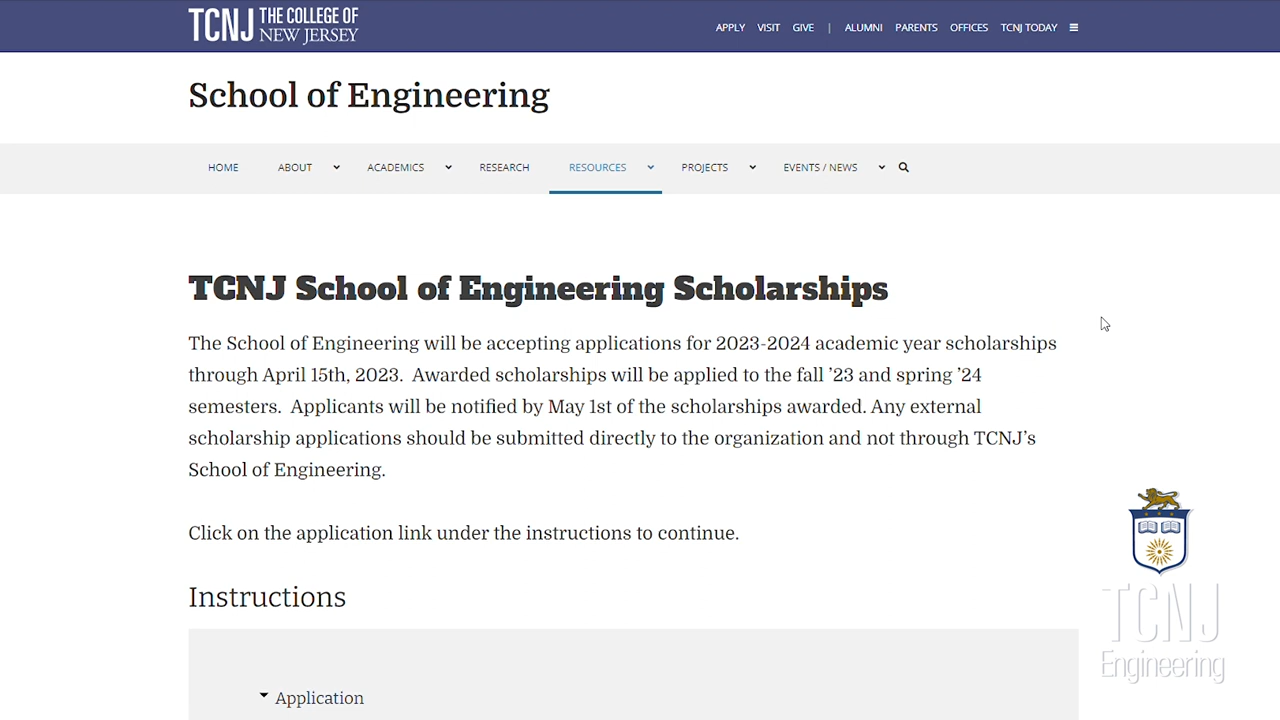 TCNJ THE COLLEGE OF
NEW JERSEY
APPLY VISIT GIVE | ALUMNI PARENTS OFFICES TCNJ TODAY
School of Engineering
HOME ABOUT ACADEMICS RESEARCH RESOURCES PROJECTS EVENTS / NEWS
TCNJ School of Engineering Scholarships
The School of Engineering will be accepting applications for 2023-2024 academic year scholarships
through April 15th, 2023.  Awarded scholarships will be applied to the fall ’23 and spring ’24
semesters.  Applicants will be notified by May 1st of the scholarships awarded. Any external
scholarship applications should be submitted directly to the organization and not through TCNJ’s
School of Engineering.
Click on the application link under the instructions to continue.
Instructions
Application
TCNJ
Engineering